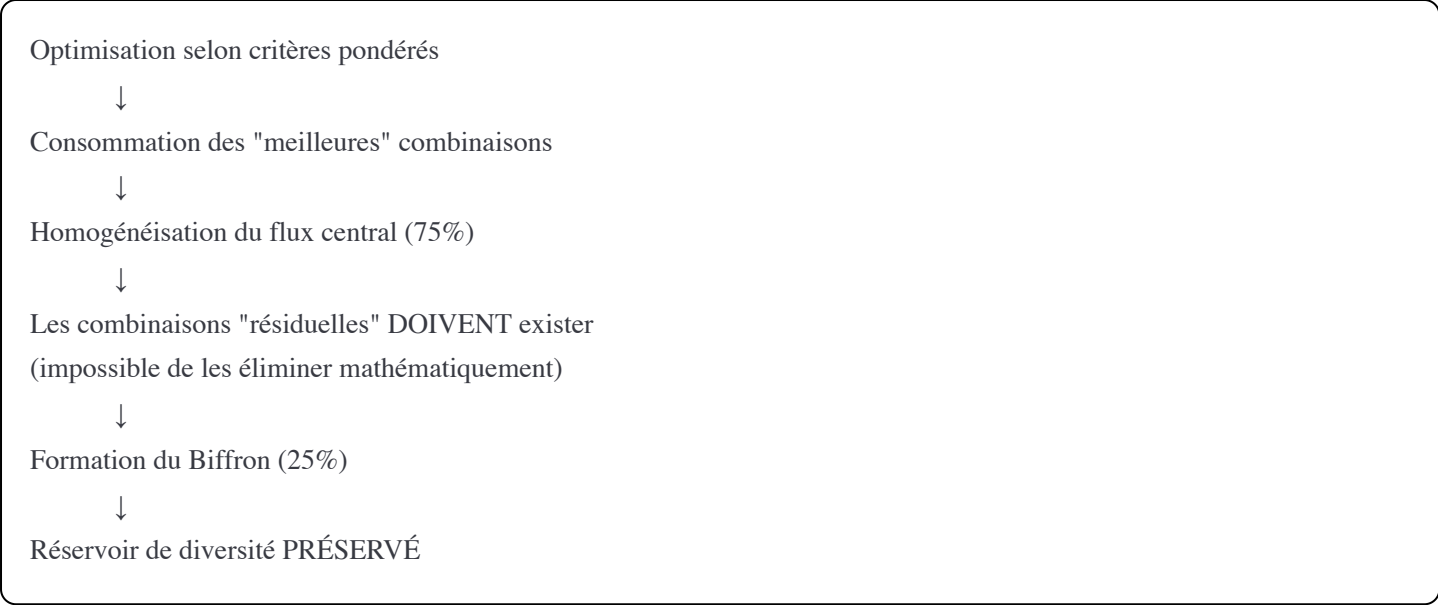 Optimisation selon critères pondérés
↓
Consommation des "meilleures" combinaisons
↓
Homogénéisation du flux central (75%)
↓
Les combinaisons "résiduelles" DOIVENT exister
(impossible de les éliminer mathématiquement)
↓
Formation du Biffron (25%)
↓
Réservoir de diversité PRÉSERVÉ